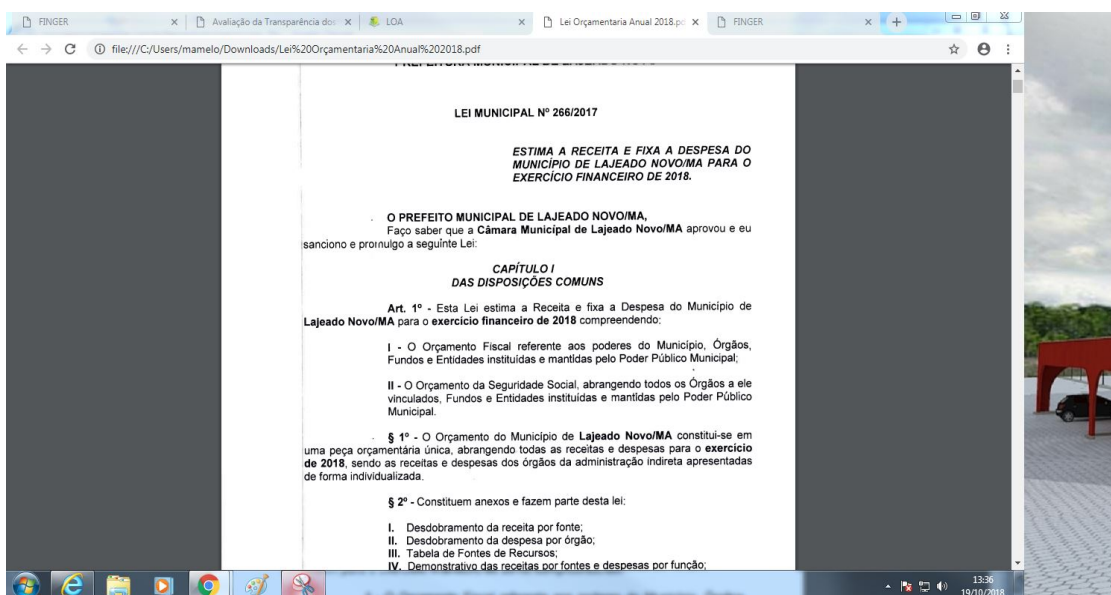 FINGER
Avaliação da Transparência dos
LOA
Lei Orçamentaria Anual 2018.pd
FINGER
file:///C:/Users/mamelo/Downloads/Lei%20Orçamentaria%20Anual%202018.pdf
PREFEITURA MUNICIPAL DE LAJEADO NOVO
LEI MUNICIPAL Nº 266/2017
ESTIMA A RECEITA E FIXA A DESPESA DO
MUNICÍPIO DE LAJEADO NOVO/MA PARA O
EXERCÍCIO FINANCEIRO DE 2018.
O PREFEITO MUNICIPAL DE LAJEADO NOVO/MA,
Faço saber que a Câmara Municipal de Lajeado Novo/MA aprovou e eu
sanciono e promulgo a seguinte Lei:
CAPÍTULO I
DAS DISPOSIÇÕES COMUNS
Art. 1º - Esta Lei estima a Receita e fixa a Despesa do Município de
Lajeado Novo/MA para o exercício financeiro de 2018 compreendendo:
I - O Orçamento Fiscal referente aos poderes do Município, Órgãos,
Fundos e Entidades instituídas e mantidas pelo Poder Público Municipal;
II - O Orçamento da Seguridade Social, abrangendo todos os Órgãos a ele
vinculados, Fundos e Entidades instituídas e mantidas pelo Poder Público
Municipal.
§ 1º - O Orçamento do Município de Lajeado Novo/MA constitui-se em
uma peça orçamentária única, abrangendo todas as receitas e despesas para o exercício
de 2018, sendo as receitas e despesas dos órgãos da administração indireta apresentadas
de forma individualizada.
§ 2º - Constituem anexos e fazem parte desta lei:
I. Desdobramento da receita por fonte;
II. Desdobramento da despesa por órgão;
III. Tabela de Fontes de Recursos;
IV. Demonstrativo das receitas por fontes e despesas por função;
13:36
19/10/2018